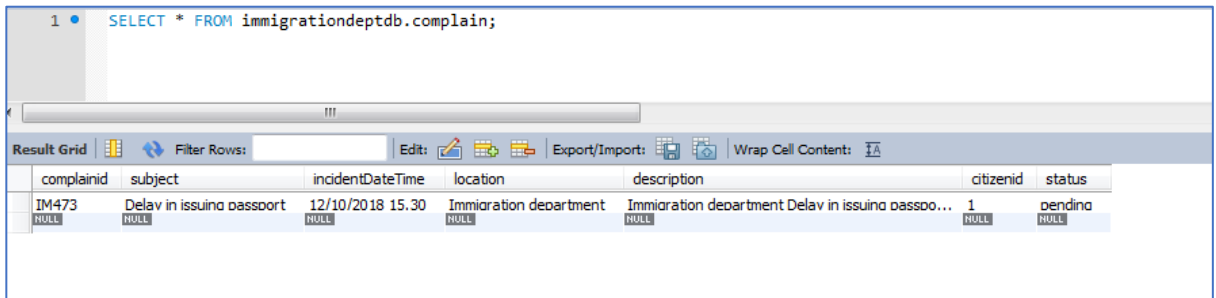 1 SELECT * FROM immigrationdeptdb.complain;
Result Grid Filter Rows: Edit: Export/Import: Wrap Cell Content:
complainid subject incidentDateTime location description citizenid status
IM473 Delay in issuing passport 12/10/2018 15.30 Immigration department Immigration department Delay in issuing passpo... 1 pending
NULL NULL NULL NULL NULL NULL NULL